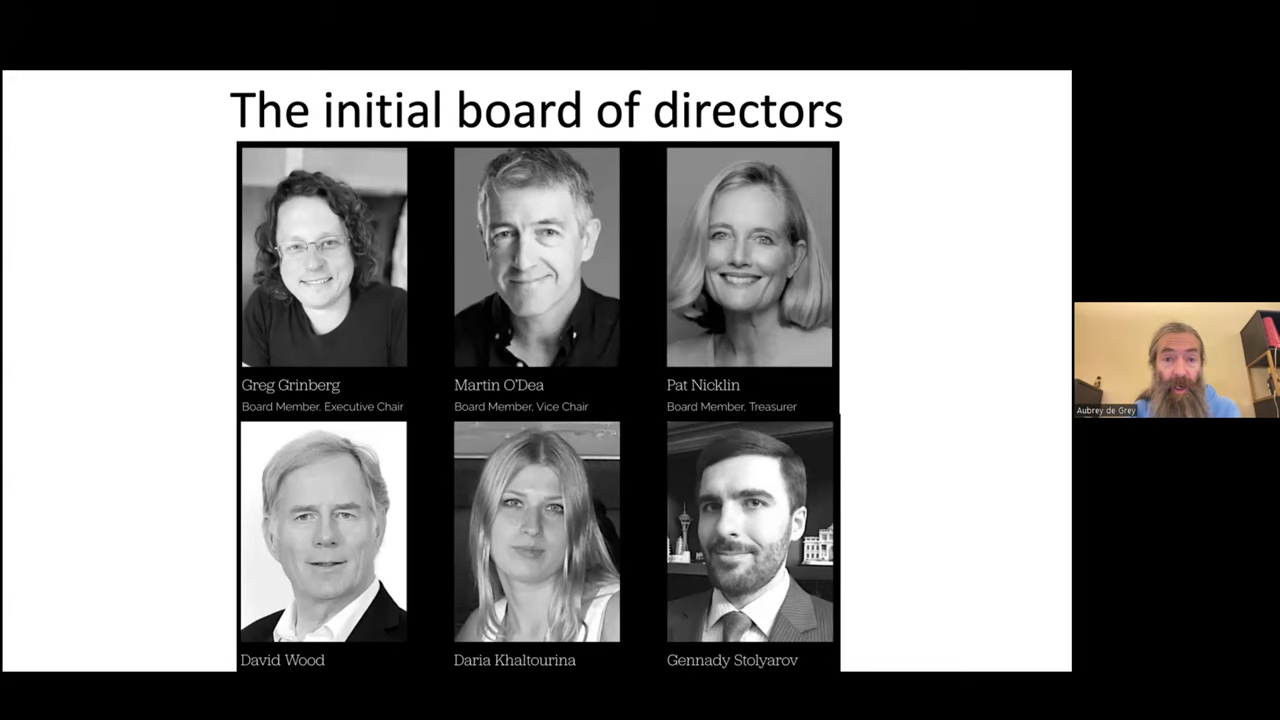 The initial board of directors
Greg Grinberg
Board Member, Executive Chair
Martin O'Dea
Board Member, Vice Chair
Pat Nicklin
Board Member, Treasurer
David Wood
Daria Khaltourina
Gennady Stolyarov
Aubrey de Grey